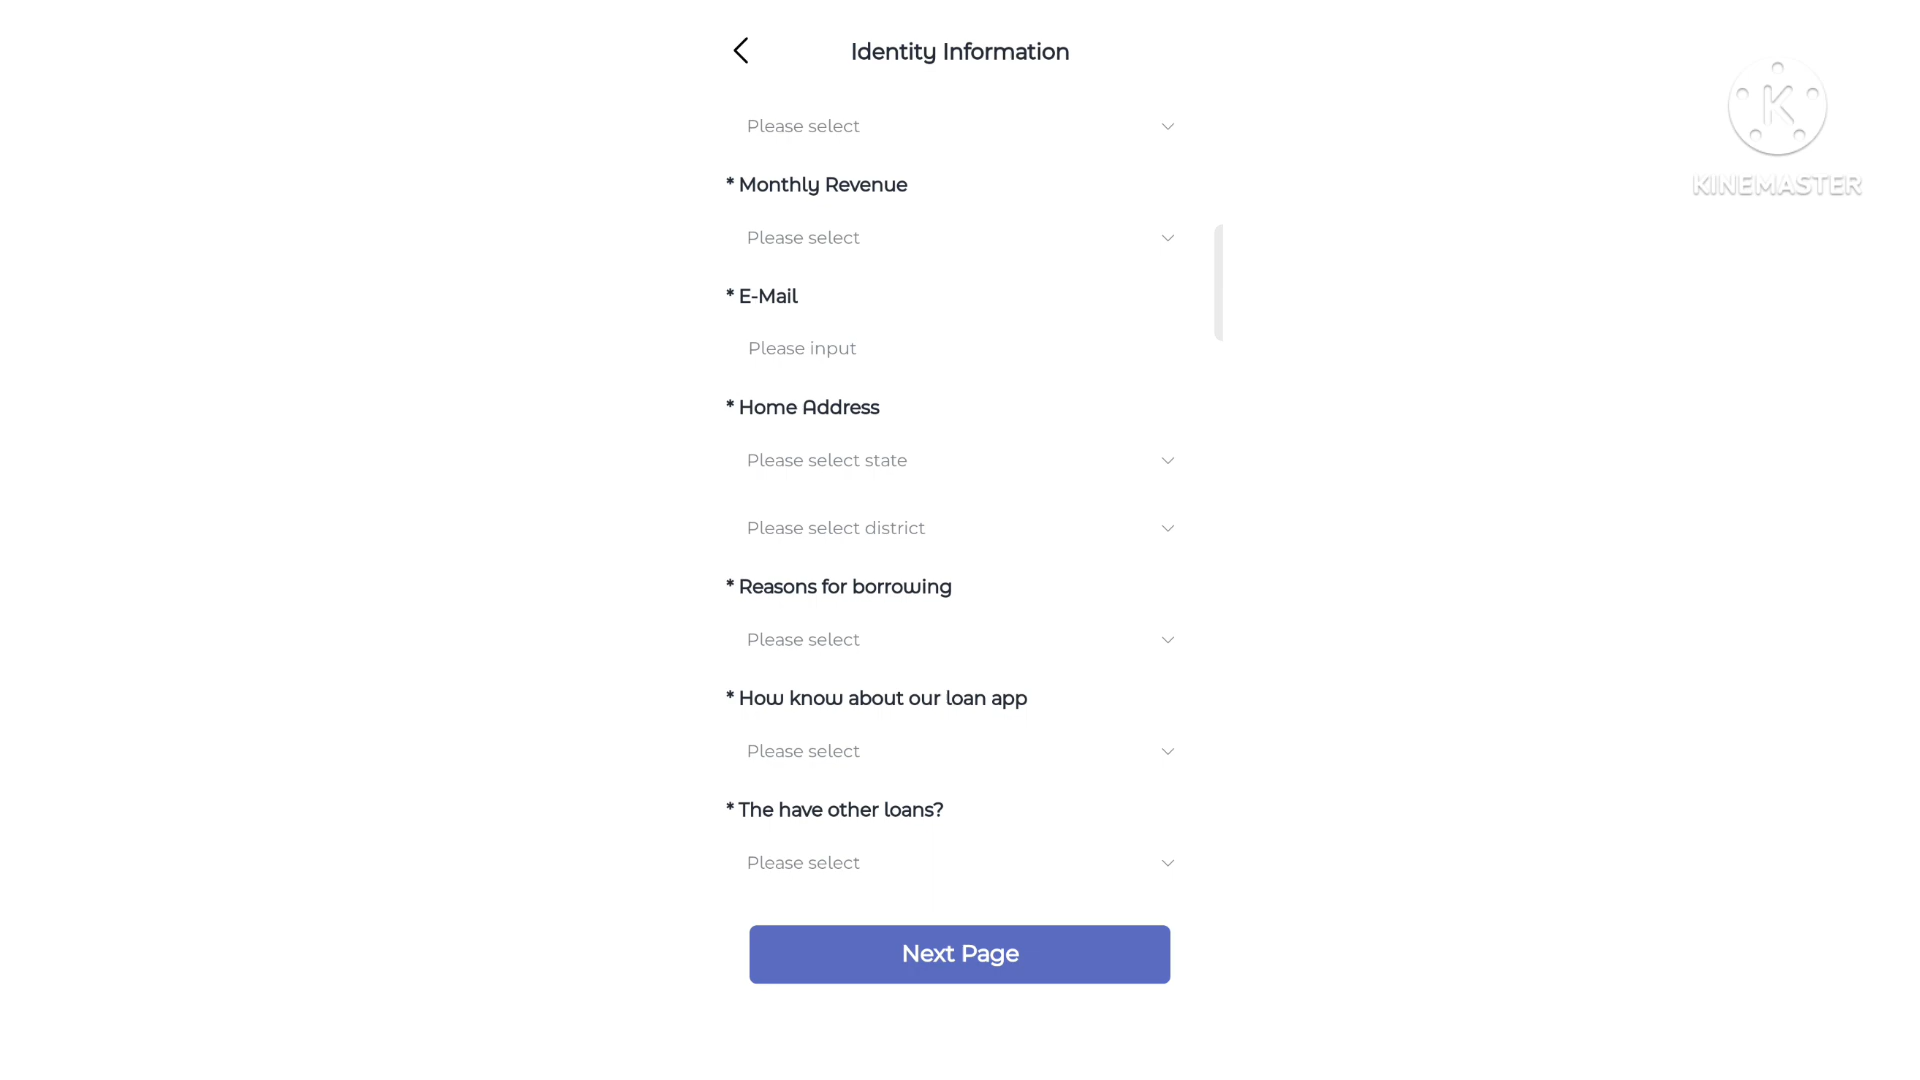 Identity Information
Please select
* Monthly Revenue
Please select
* E-Mail
Please input
* Home Address
Please select state
Please select district
* Reasons for borrowing
Please select
* How know about our loan app
Please select
* The have other loans?
Please select
Next Page
K
KINEMASTER